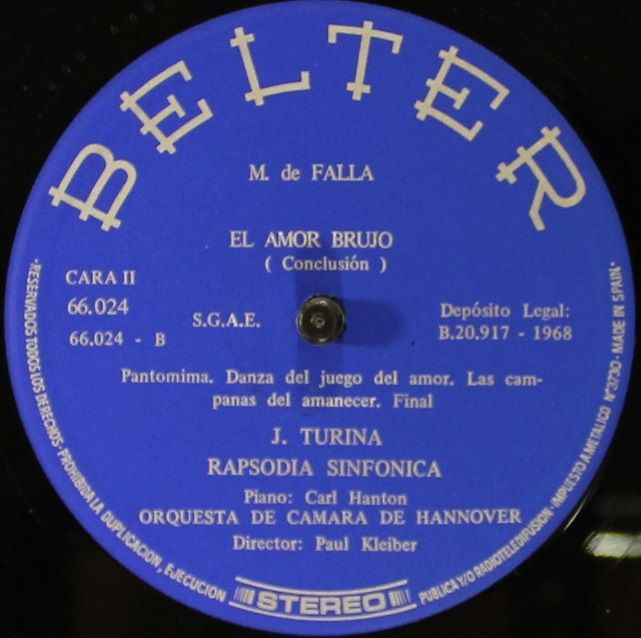 BELTER
M. de FALLA
EL AMOR BRUJO
( Conclusión )
CARA II
66.024
66.024 - B
S.G.A.E.
Depósito Legal:
B.20.917 - 1968
Pantomima. Danza del juego del amor. Las cam-
panas del amanecer. Final
J. TURINA
RAPSODIA SINFONICA
Piano: Carl Hanton
ORQUESTA DE CAMARA DE HANNOVER
Director: Paul Kleiber
STEREO
·RESERVADOS TODOS LOS DERECHOS· PROHIBIDA LA DUPLICACION, EJECUCION
PUBLICA Y/O RADIOTELEDIFUSION · IMPUESTO A METALICO Nº 3730 · MADE IN SPAIN·